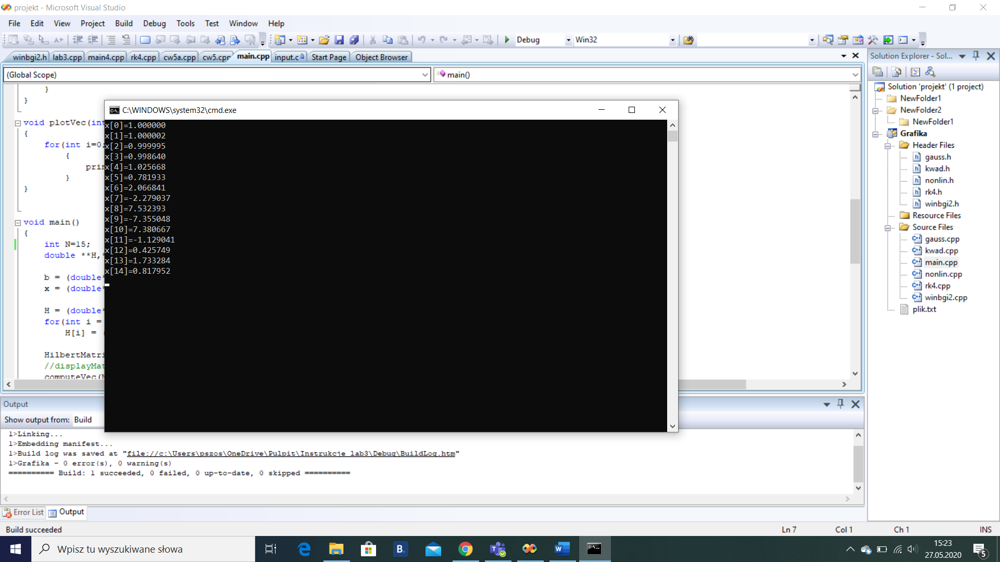 projekt - Microsoft Visual Studio
File Edit View Project Build Debug Tools Test Window Help
Debug Win32
winbgi2.h lab3.cpp main4.cpp rk4.cpp cw5a.cpp cw5.cpp main.cpp input.c Start Page Object Browser
(Global Scope) main()
}
}
void plotVec(int
{
for(int i=0;
{
prin
}
}
void main()
{
int N=15;
double **H,*
b = (double*
x = (double*
H = (double*
for(int i =
H[i] = (
HilbertMatri
//displayMat
computeVec(N
C:\WINDOWS\system32\cmd.exe
x[0]=1.000000
x[1]=1.000002
x[2]=0.999995
x[3]=0.998640
x[4]=1.025668
x[5]=0.781933
x[6]=2.066841
x[7]=-2.279037
x[8]=7.532393
x[9]=-7.355048
x[10]=7.380667
x[11]=-1.129041
x[12]=0.425749
x[13]=1.733284
x[14]=0.817952
Solution Explorer - Sol...
Solution 'projekt' (1 project)
NewFolder1
NewFolder2
NewFolder1
Grafika
Header Files
gauss.h
kwad.h
nonlin.h
rk4.h
winbgi2.h
Resource Files
Source Files
gauss.cpp
kwad.cpp
main.cpp
nonlin.cpp
rk4.cpp
winbgi2.cpp
plik.txt
Output
Show output from: Build
1>Linking...
1>Embedding manifest...
1>Build log was saved at "file://c:\Users\pszos\OneDrive\Pulpit\Instrukcje lab3\Debug\BuildLog.htm"
1>Grafika - 0 error(s), 0 warning(s)
========== Build: 1 succeeded, 0 failed, 0 up-to-date, 0 skipped ==========
Error List Output
Build succeeded Ln 7 Col 1 Ch 1 INS
Wpisz tu wyszukiwane słowa
B.
15:23
27.05.2020
5